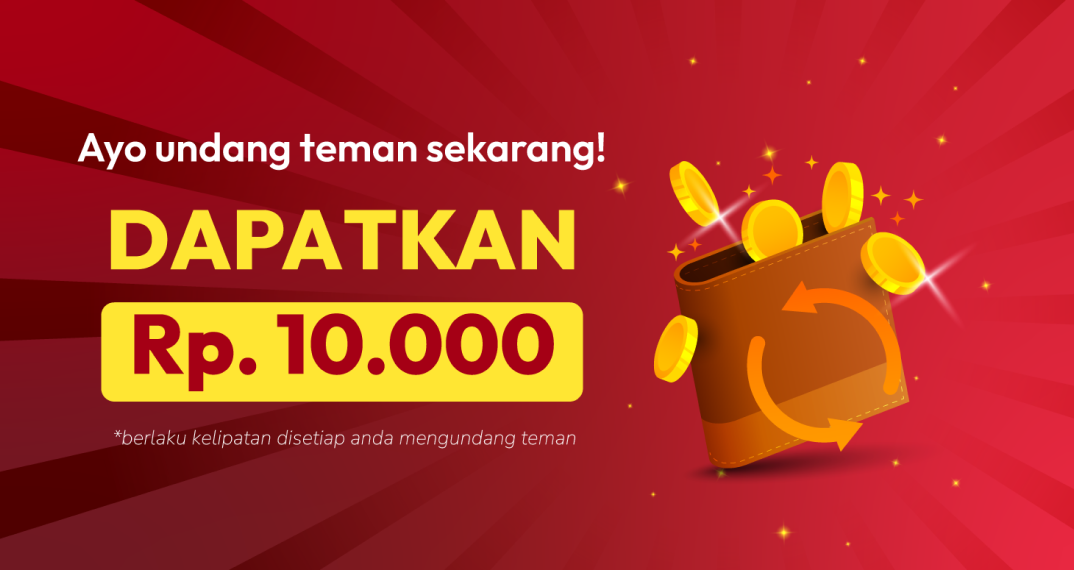 Ayo undang teman sekarang!
DAPATKAN
Rp. 10.000
*berlaku kelipatan disetiap anda mengundang teman